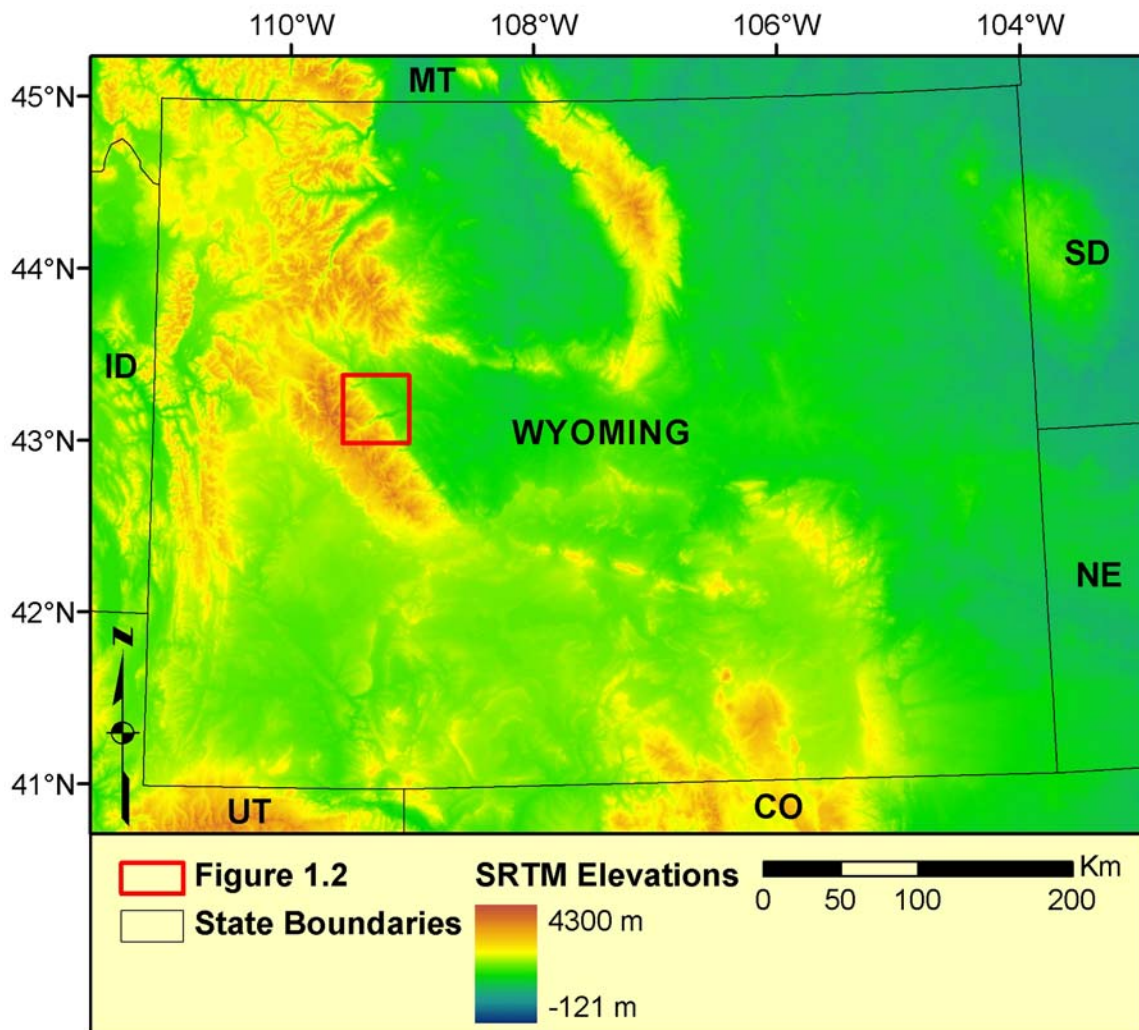 110°W 108°W 106°W 104°W
MT
45°N
SD
44°N
ID
WYOMING
43°N
NE
42°N
N
41°N
UT CO
Figure 1.2 SRTM Elevations Km
0 50 100 200
State Boundaries 4300 m
-121 m